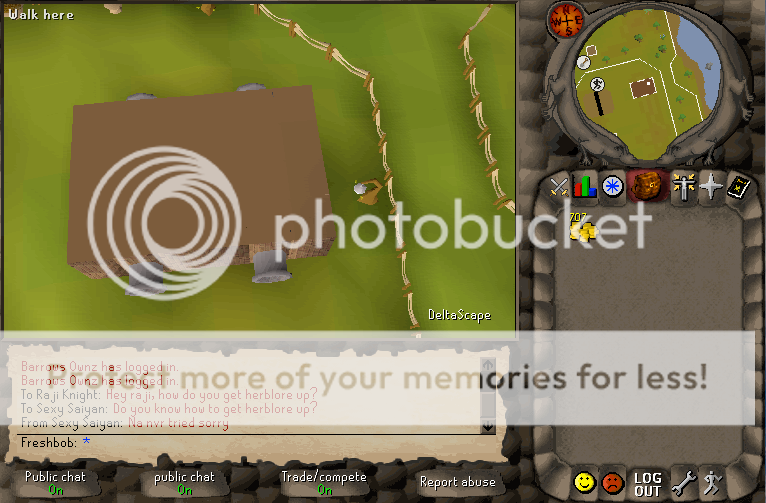 Walk here
N
W
E
S
707
photobucket
DeltaScape
Protect more of your memories for less!
Barrows Ownz has logged in.
Barrows Ownz has logged in.
To Raji Knight: Hey raji, how do you get herblore up?
To Sexy Saiyan: Do you know how to get herblore up?
From Sexy Saiyan: Na nvr tried sorry
Freshbob: *
Public chat
On
public chat
On
Trade/compete
On
Report abuse
LOG
OUT